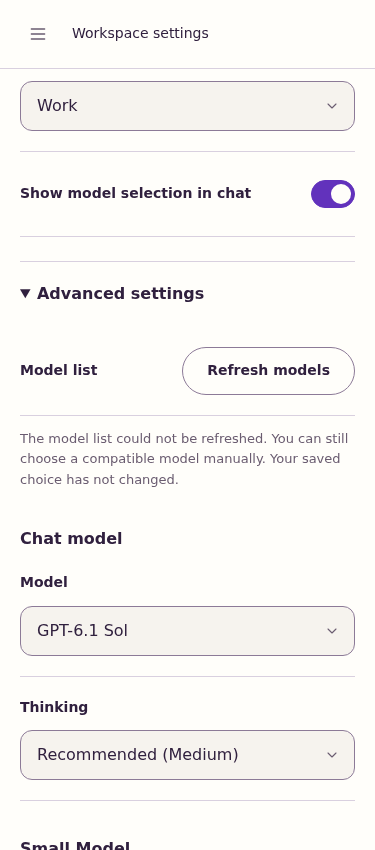 Workspace settings
Work
Show model selection in chat
Advanced settings
Model list
Refresh models
The model list could not be refreshed. You can still
choose a compatible model manually. Your saved
choice has not changed.
Chat model
Model
GPT-6.1 Sol
Thinking
Recommended (Medium)
Small Model